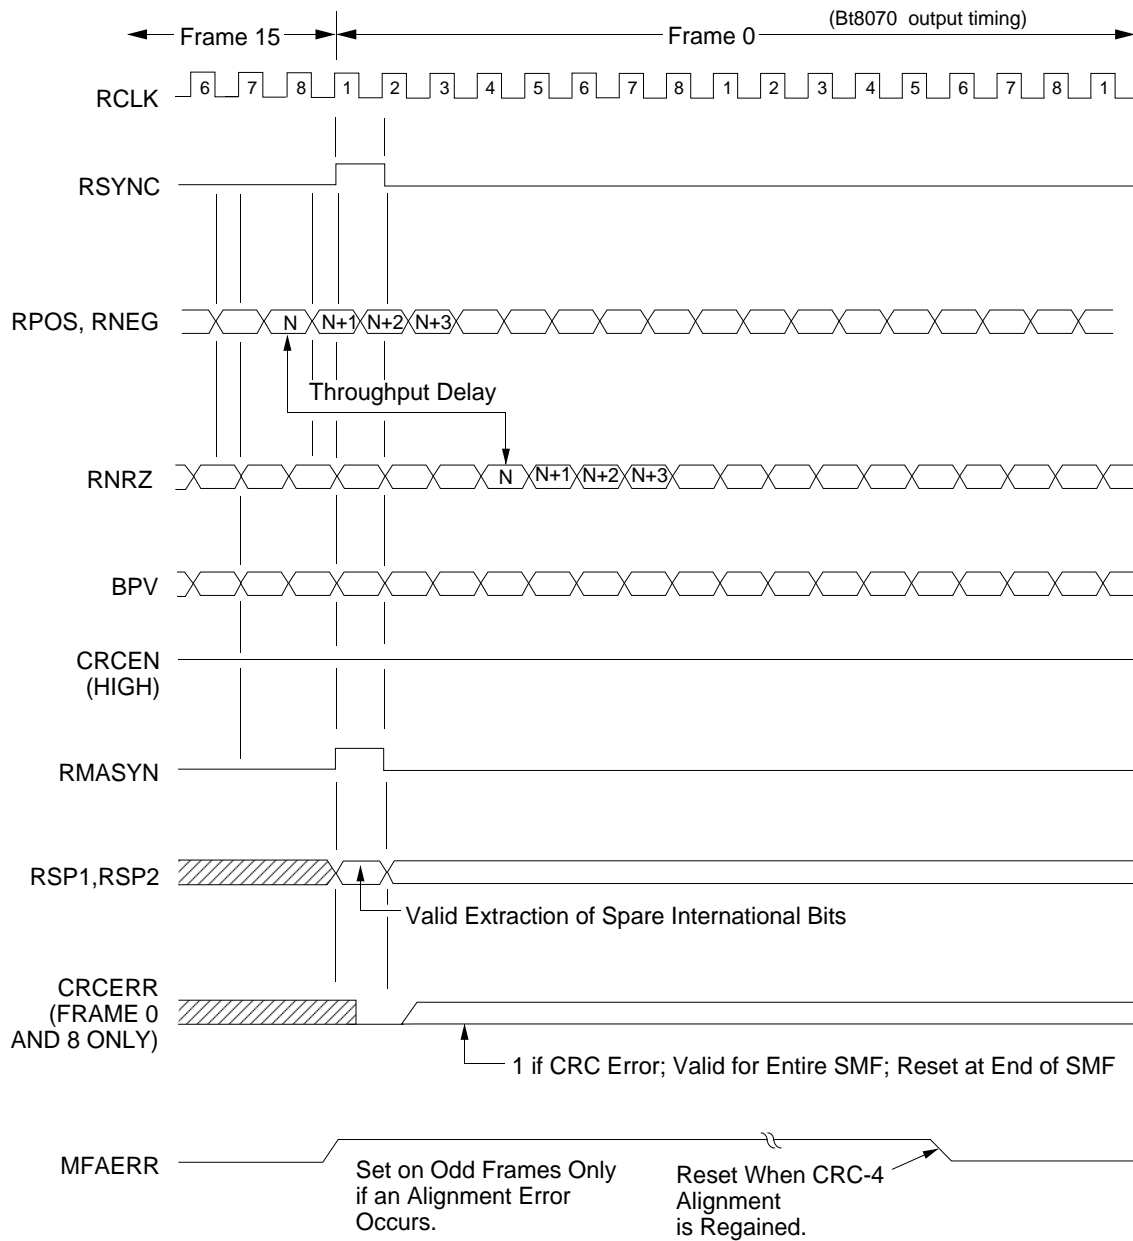 (Bt8070 output timing)
Frame 15
Frame 0
RCLK
6 7 8 1 2 3 4 5 6 7 8 1 2 3 4 5 6 7 8 1
RSYNC
RPOS, RNEG
N N+1 N+2 N+3
Throughput Delay
RNRZ
N N+1 N+2 N+3
BPV
CRCEN
(HIGH)
RMASYN
RSP1,RSP2
Valid Extraction of Spare International Bits
CRCERR
(FRAME 0
AND 8 ONLY)
1 if CRC Error; Valid for Entire SMF; Reset at End of SMF
MFAERR
Set on Odd Frames Only
if an Alignment Error
Occurs.
Reset When CRC-4
Alignment
is Regained.